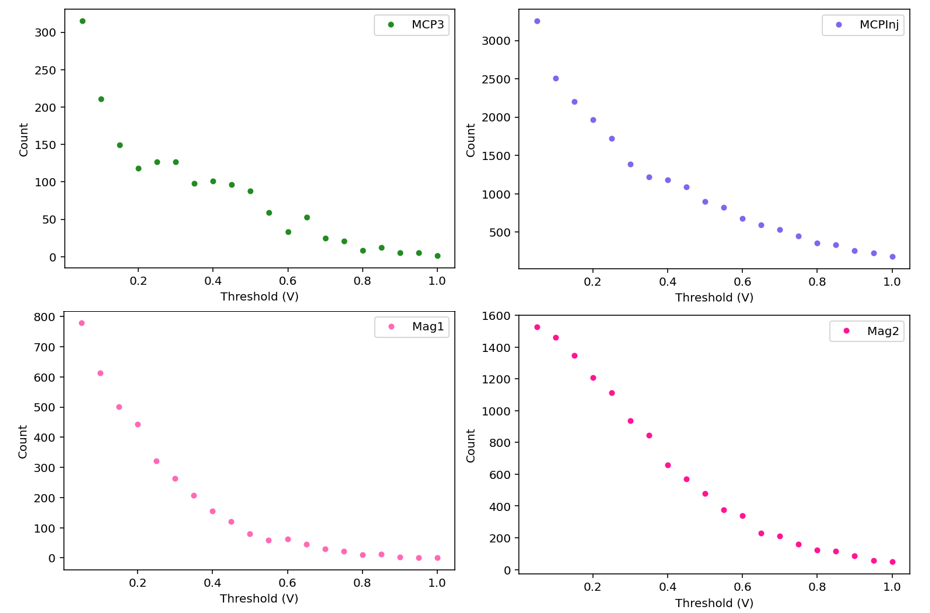 MCP3
300
250
200
150
100
50
0
Count
0.2 0.4 0.6 0.8 1.0
Threshold (V)
MCPInj
3000
2500
2000
1500
1000
500
Count
0.2 0.4 0.6 0.8 1.0
Threshold (V)
Mag1
800
700
600
500
400
300
200
100
0
Count
0.2 0.4 0.6 0.8 1.0
Threshold (V)
Mag2
1600
1400
1200
1000
800
600
400
200
0
Count
0.2 0.4 0.6 0.8 1.0
Threshold (V)